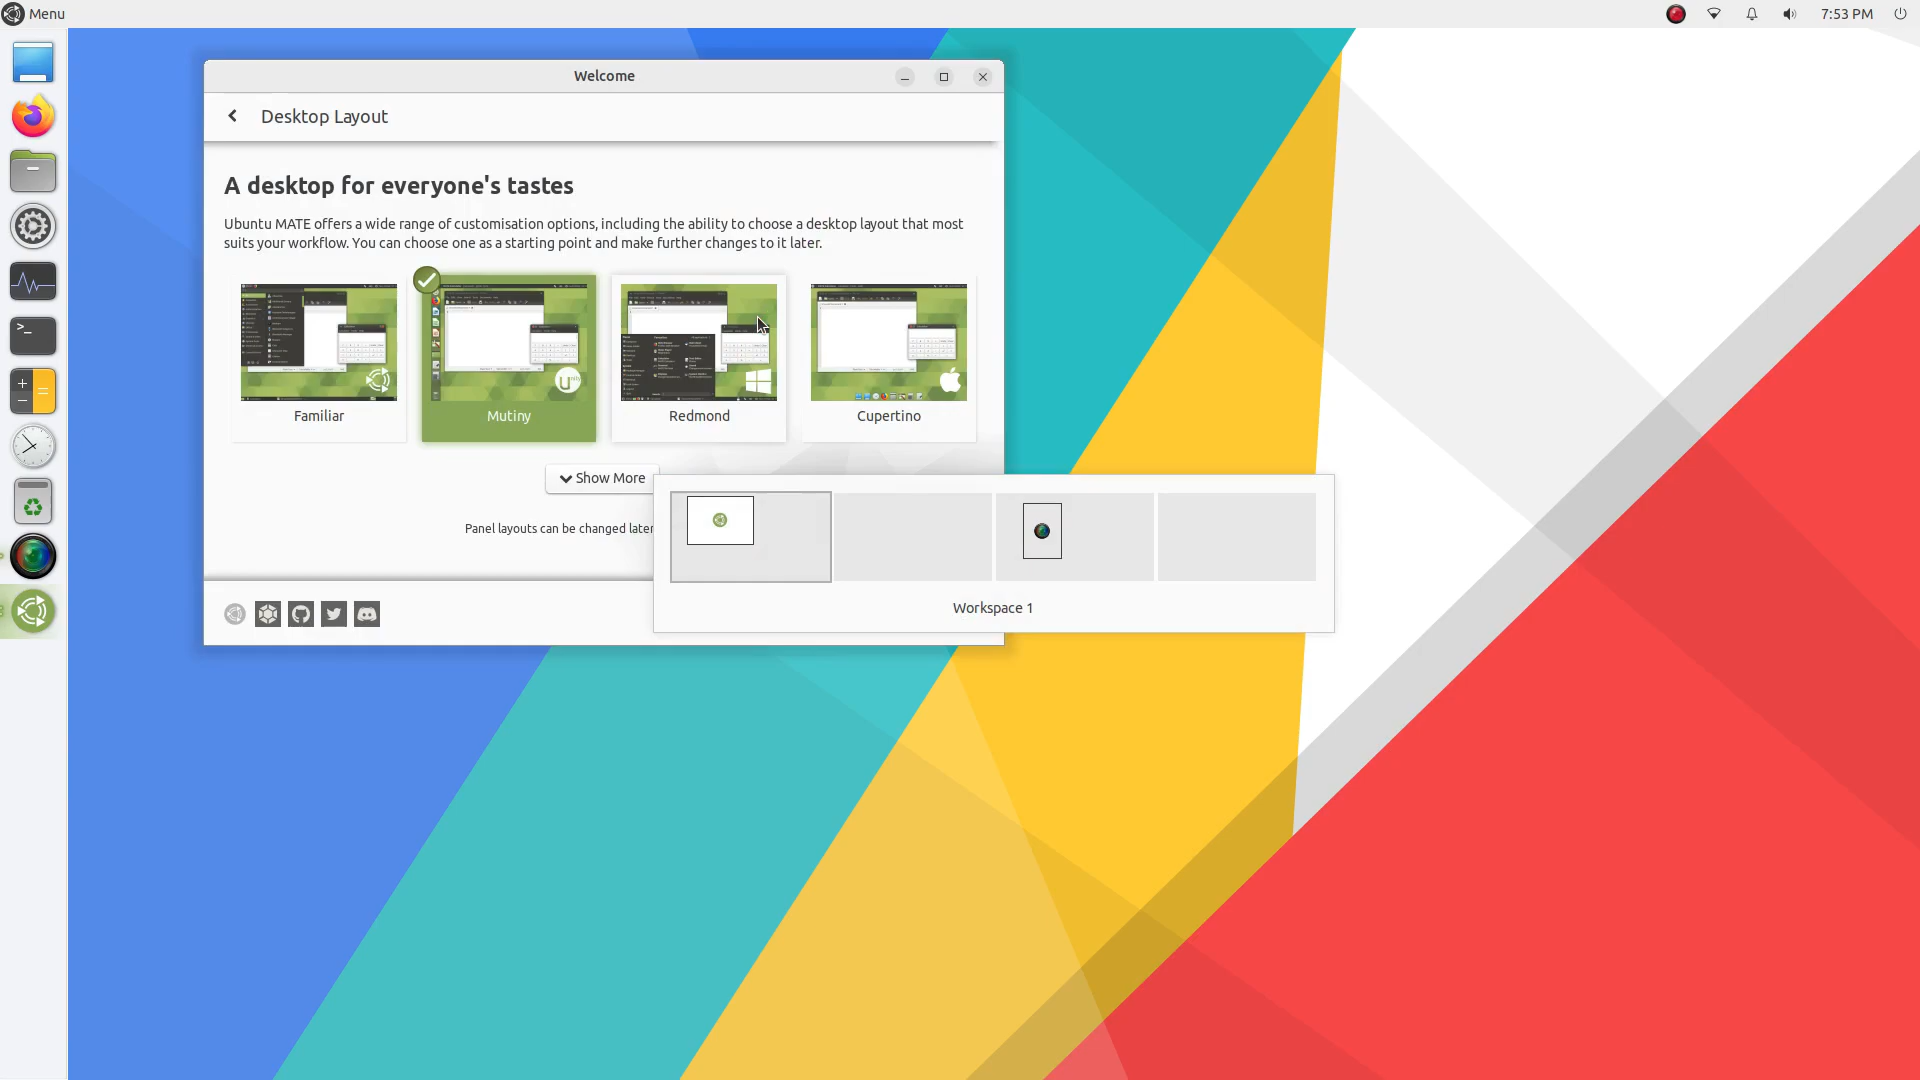 Menu
7:53 PM
Welcome
Desktop Layout
A desktop for everyone's tastes
Ubuntu MATE offers a wide range of customisation options, including the ability to choose a desktop layout that most
suits your workflow. You can choose one as a starting point and make further changes to it later.
Familiar
Mutiny
Redmond
Cupertino
Show More
Panel layouts can be changed later
Workspace 1